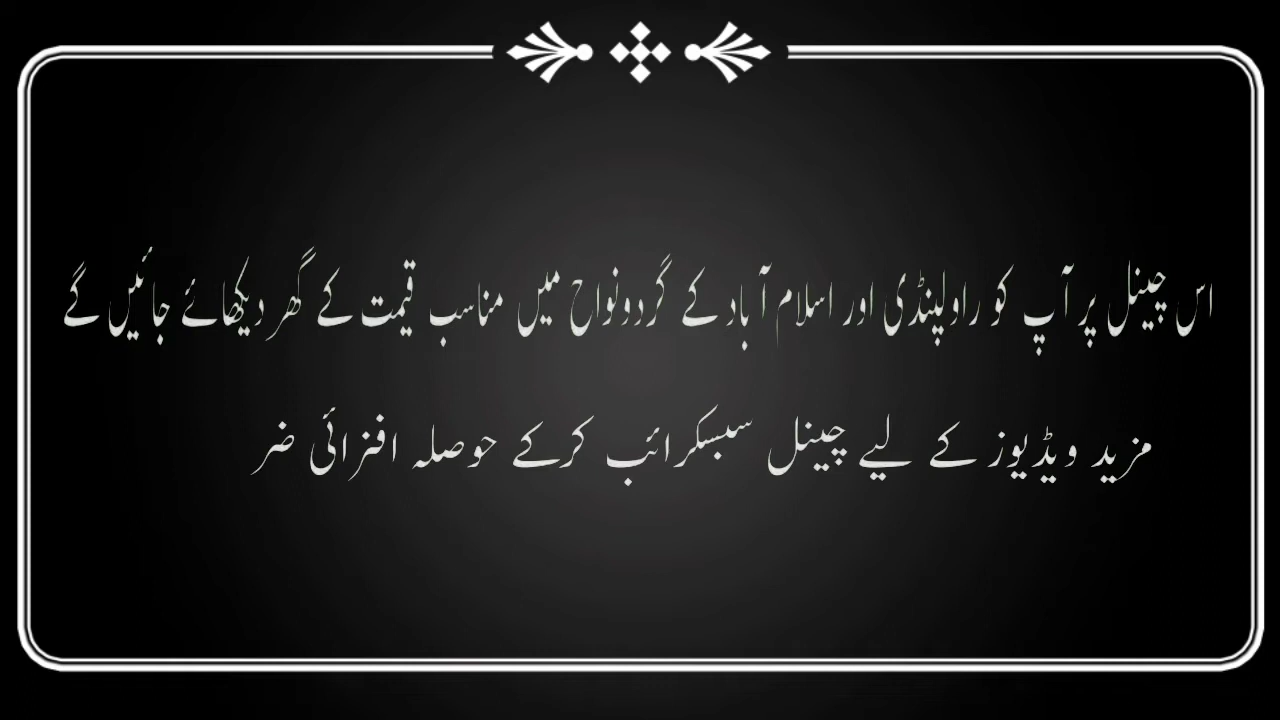 اس چینل پر آپ کو راولپنڈی اور اسلام آباد کے گردونواح میں مناسب قیمت کے گھر دیکھائے جائیں گے
مزید ویڈیوز کے لیے چینل سبسکرائب کرکے حوصلہ افزائی ضر